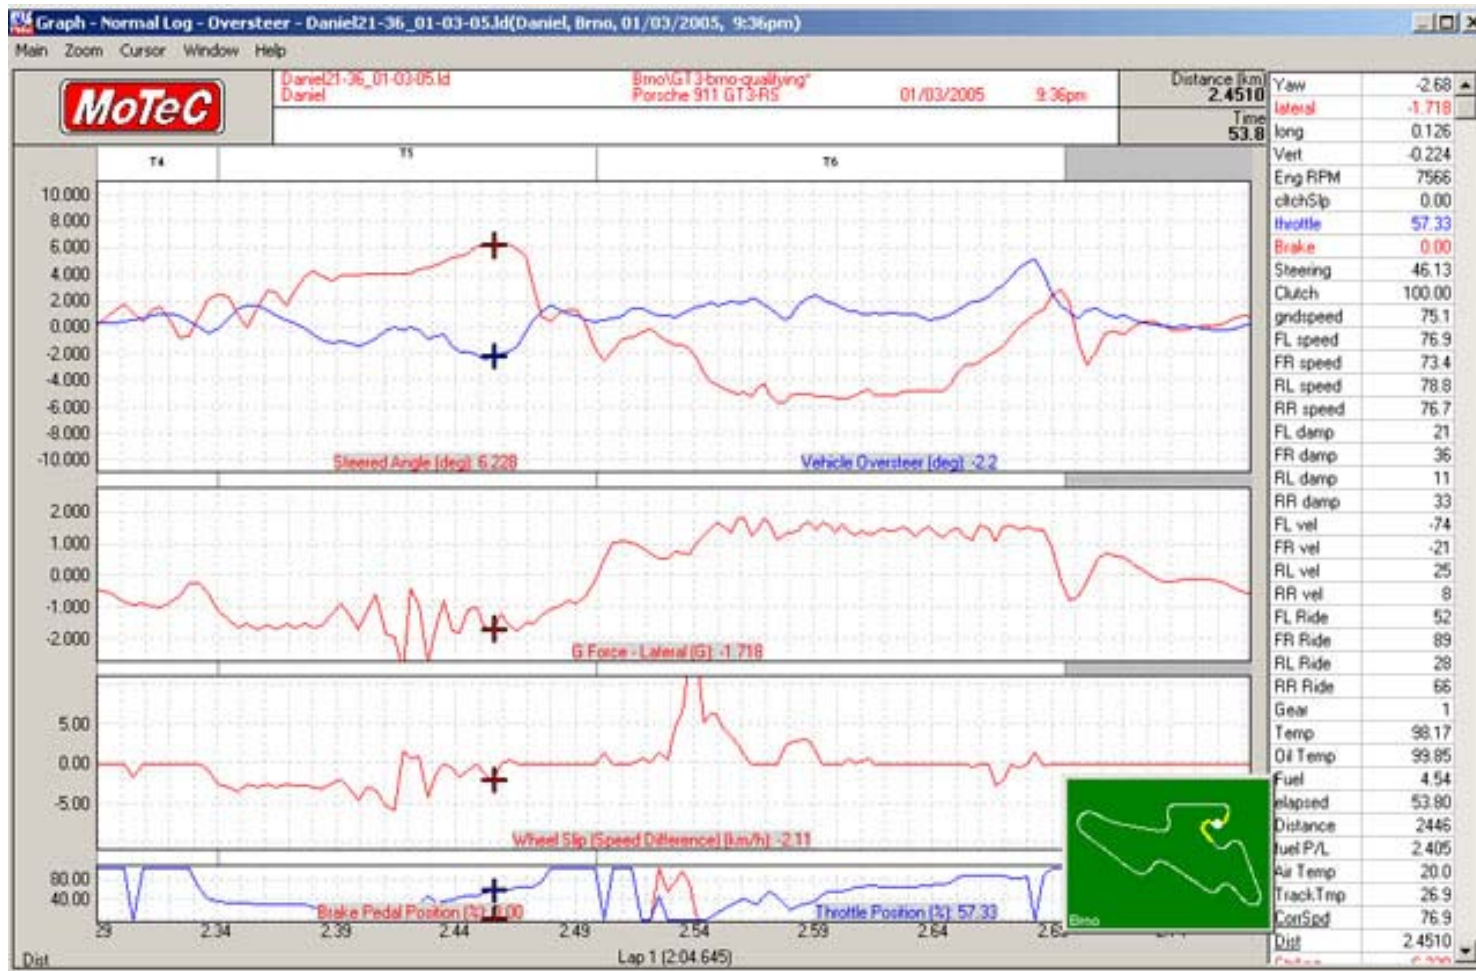 Graph - Normal Log - Oversteer - Daniel21-36_01-03-05.ld(Daniel, Brno, 01/03/2005, 9:36pm)
Main Zoom Cursor Window Help
MoTeC
Daniel21-36_01-03-05.ld Brno\GT3-brno-qualifying*
Daniel Porsche 911 GT3-RS 01/03/2005 9:36pm
Distance [km]
2.4510
Time
53.8
T4 T5 T6
10.000
8.000
6.000
4.000
2.000
0.000
-2.000
-4.000
-6.000
-8.000
-10.000
Steered Angle [deg]: 6.228 Vehicle Oversteer [deg]: -2.2
2.000
1.000
0.000
-1.000
-2.000
G Force - Lateral [G]: -1.718
5.00
0.00
-5.00
Wheel Slip (Speed Difference) [km/h]: -2.11
80.00
40.00
Brake Pedal Position [%]: 0.00 Throttle Position [%]: 57.33
29 2.34 2.39 2.44 2.49 2.54 2.59 2.64
Dist Lap 1 (2:04.645)
Brno
Yaw -2.68
lateral -1.718
long 0.126
Vert -0.224
Eng RPM 7566
cltchSlp 0.00
throttle 57.33
Brake 0.00
Steering 46.13
Clutch 100.00
gndspeed 75.1
FL speed 76.9
FR speed 73.4
RL speed 78.8
RR speed 76.7
FL damp 21
FR damp 36
RL damp 11
RR damp 33
FL vel -74
FR vel -21
RL vel 25
RR vel 8
FL Ride 52
FR Ride 89
RL Ride 28
RR Ride 66
Gear 1
Temp 98.17
Oil Temp 99.85
Fuel 4.54
elapsed 53.80
Distance 2446
fuel P/L 2.405
Air Temp 20.0
TrackTmp 26.9
CorrSpd 76.9
Dist 2.4510